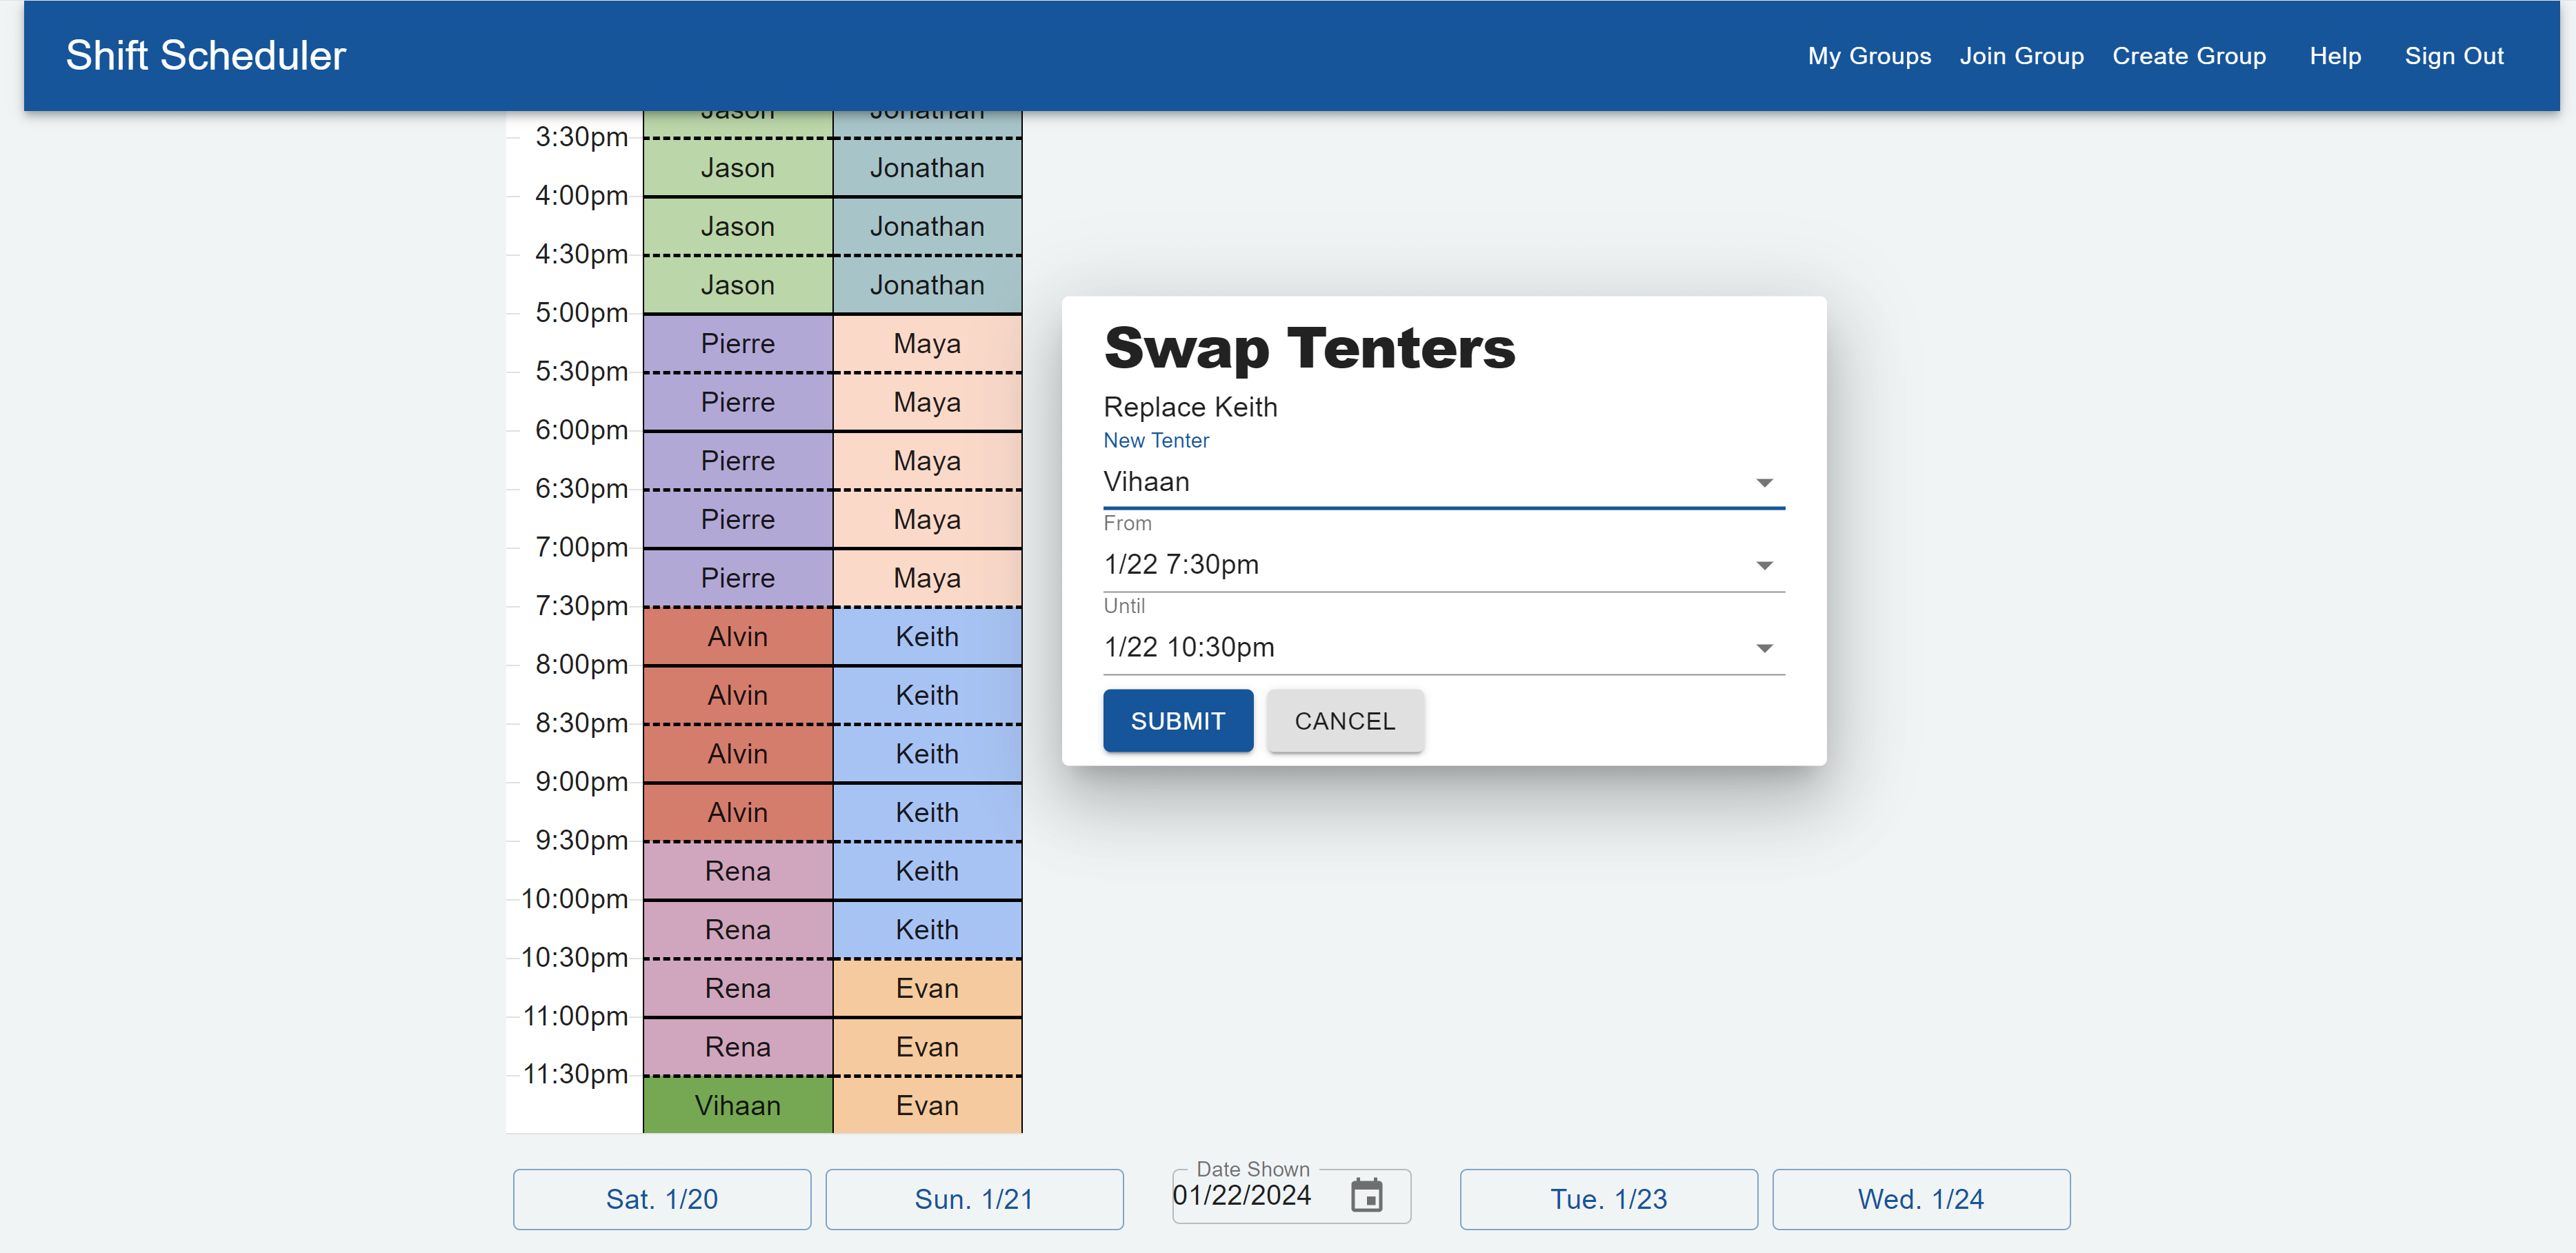 Shift Scheduler My Groups Join Group Create Group Help Sign Out
Jason Jonathan
3:30pm
Jason Jonathan
4:00pm
Jason Jonathan
4:30pm
Jason Jonathan
5:00pm
Pierre Maya
5:30pm
Pierre Maya
6:00pm
Pierre Maya
6:30pm
Pierre Maya
7:00pm
Pierre Maya
7:30pm
Alvin Keith
8:00pm
Alvin Keith
8:30pm
Alvin Keith
9:00pm
Alvin Keith
9:30pm
Rena Keith
10:00pm
Rena Keith
10:30pm
Rena Evan
11:00pm
Rena Evan
11:30pm
Vihaan Evan
Swap Tenters
Replace Keith
New Tenter
Vihaan
From
1/22 7:30pm
Until
1/22 10:30pm
SUBMIT CANCEL
Sat. 1/20 Sun. 1/21
Date Shown
01/22/2024
Tue. 1/23 Wed. 1/24